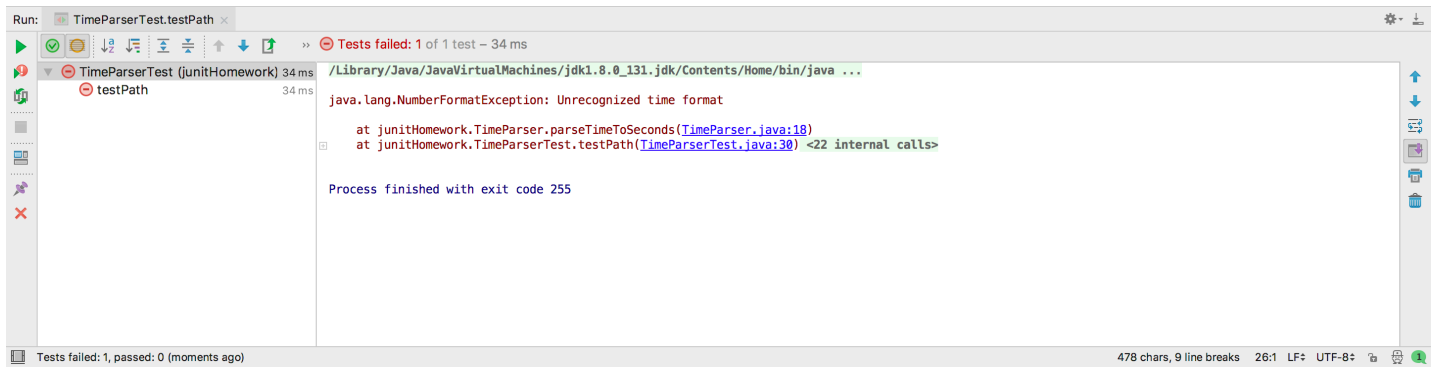 Run: TimeParserTest.testPath
Tests failed: 1 of 1 test – 34 ms
TimeParserTest (junitHomework) 34 ms
testPath 34 ms
/Library/Java/JavaVirtualMachines/jdk1.8.0_131.jdk/Contents/Home/bin/java ...
java.lang.NumberFormatException: Unrecognized time format
at junitHomework.TimeParser.parseTimeToSeconds(TimeParser.java:18)
at junitHomework.TimeParserTest.testPath(TimeParserTest.java:30) <22 internal calls>
Process finished with exit code 255
Tests failed: 1, passed: 0 (moments ago)
478 chars, 9 line breaks 26:1 LF UTF-8 1